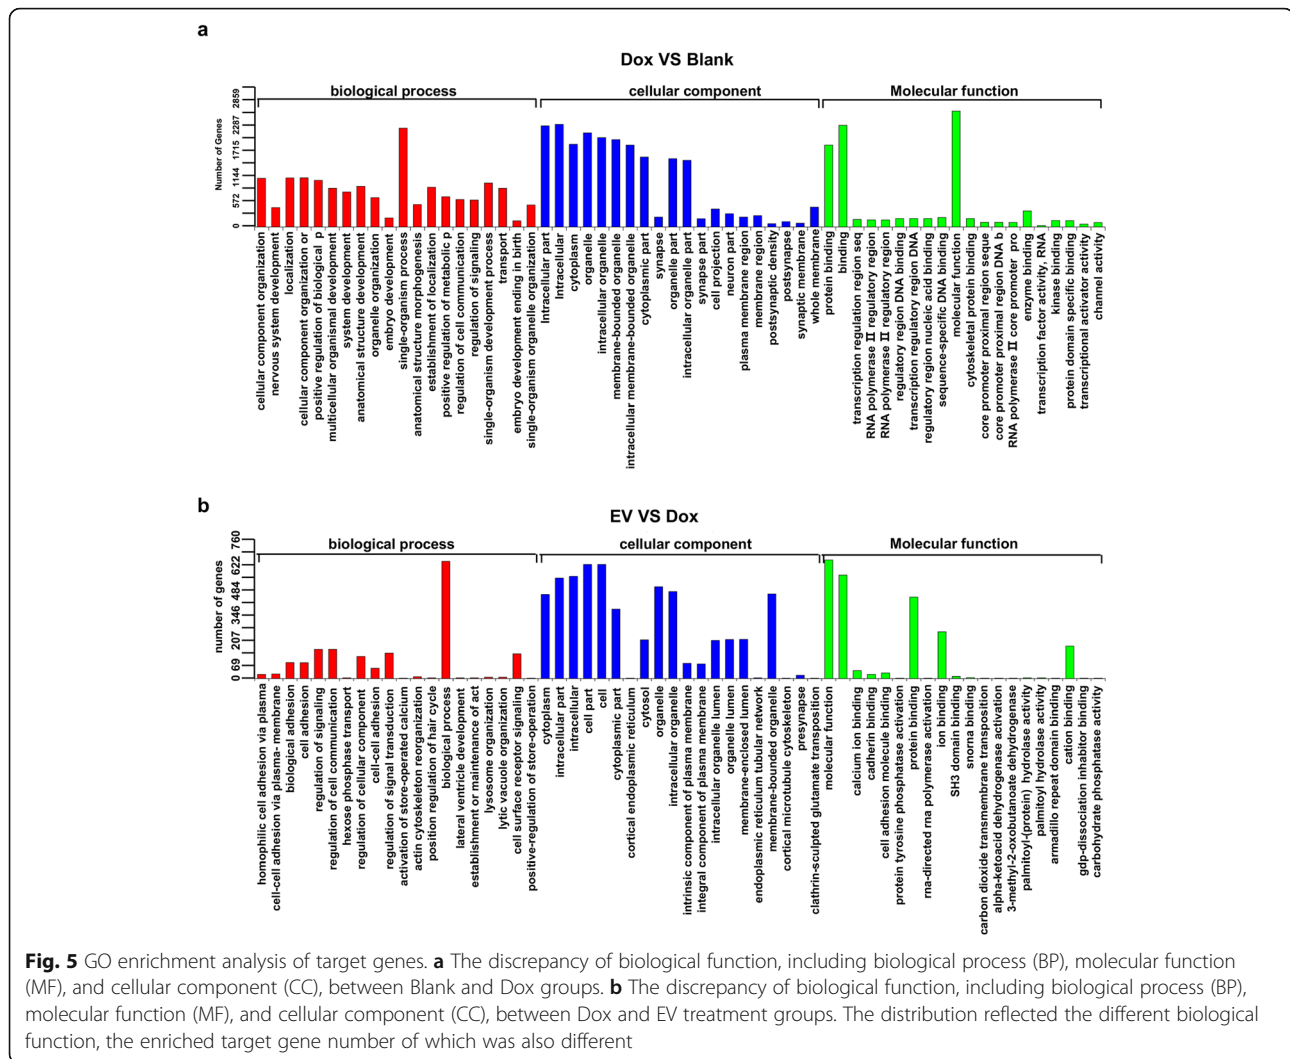 a
Dox VS Blank
biological process
cellular component
Molecular function
Number of Genes
2859
2287
1715
1144
572
0
cellular component organization
nervous system development
localization
cellular component organization or
positive regulation of biological p
multicellular organismal development
system development
anatomical structure development
organelle organization
embryo development
single-organism process
anatomical structure morphogenesis
establishment of localization
positive regulation of metabolic p
regulation of cell communication
regulation of signaling
single-organism development process
transport
embryo development ending in birth
single-organism organelle organization
Intracellular part
Intracellular
cytoplasm
organelle
intracellular organelle
membrane-bounded organelle
intracellular membrane-bounded organelle
cytoplasmic part
synapse
organelle part
intracellular organelle part
synapse part
cell projection
neuron part
plasma membrane region
membrane region
postsynaptic density
postsynapse
synaptic membrane
whole membrane
protein binding
binding
transcription regulation region seq
RNA polymerase II regulatory region
RNA polymerase II regulatory region
regulatory region DNA binding
transcription regulatory region DNA
regulatory region nucleic acid binding
sequence-specific DNA binding
molecular function
cytoskeletal protein binding
core promoter proximal region seque
core promoter proximal region DNA b
RNA polymerase II core promoter pro
enzyme binding
transcription factor activity, RNA
kinase binding
protein domain specific binding
transcriptional activator activity
channel activity
b
EV VS Dox
biological process
cellular component
Molecular function
number of genes
760
622
484
346
207
69
0
homophilic cell adhesion via plasma
cell-cell adhesion via plasma- membrane
biological adhesion
cell adhesion
regulation of signaling
regulation of cell communication
hexose phosphase transport
regulation of cellular component
cell-cell adhesion
regulation of signal transduction
activation of store-operated calcium
actin cytoskeleton reorganization
position regulation of hair cycle
biological process
lateral ventricle development
establishment or maintenance of act
lysosome organization
lytic vacuole organization
cell surface receptor signaling
positive-regulation of store-operation
cytoplasm
intracellular part
intracellular
cell part
cell
cytoplasmic part
cortical endoplasmic reticulum
cytosol
organelle
intracellular organelle
intrinsic component of plasma membrane
integral component of plasma membrane
intracellular organelle lumen
organelle lumen
membrane-enclosed lumen
endoplasmic reticulum tubular network
membrane-bounded organelle
cortical microtubule cytoskeleton
presynapse
clathrin-sculpted glutamate transposition
molecular function
calcium ion binding
cadherin binding
cell adhesion molecule binding
protein tyrosine phosphatase activation
protein binding
rna-directed rna polymerase activation
ion binding
SH3 domain binding
snorna binding
carbon dioxide transmembrane transposition
alpha-ketoacid dehydrogenase activation
3-methyl-2-oxobutanoate dehydrogenase
palmitoyl-(protein) hydrolase activity
palmitoyl hydrolase activity
armadillo repeat domain binding
cation binding
gdp-dissociation inhibitor binding
carbohydrate phosphatase activity
Fig. 5 GO enrichment analysis of target genes. a The discrepancy of biological function, including biological process (BP), molecular function
(MF), and cellular component (CC), between Blank and Dox groups. b The discrepancy of biological function, including biological process (BP),
molecular function (MF), and cellular component (CC), between Dox and EV treatment groups. The distribution reflected the different biological
function, the enriched target gene number of which was also different